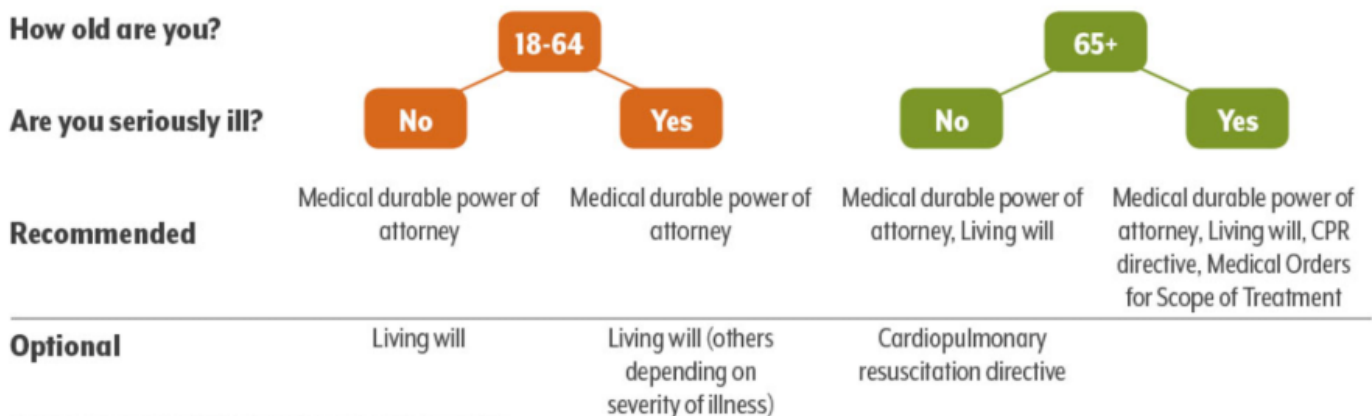 How old are you?
18-64
65+
Are you seriously ill?
No
Yes
No
Yes
Recommended
Medical durable power of
attorney
Medical durable power of
attorney
Medical durable power of
attorney, Living will
Medical durable power of
attorney, Living will, CPR
directive, Medical Orders
for Scope of Treatment
Optional
Living will
Living will (others
depending on
severity of illness)
Cardiopulmonary
resuscitation directive